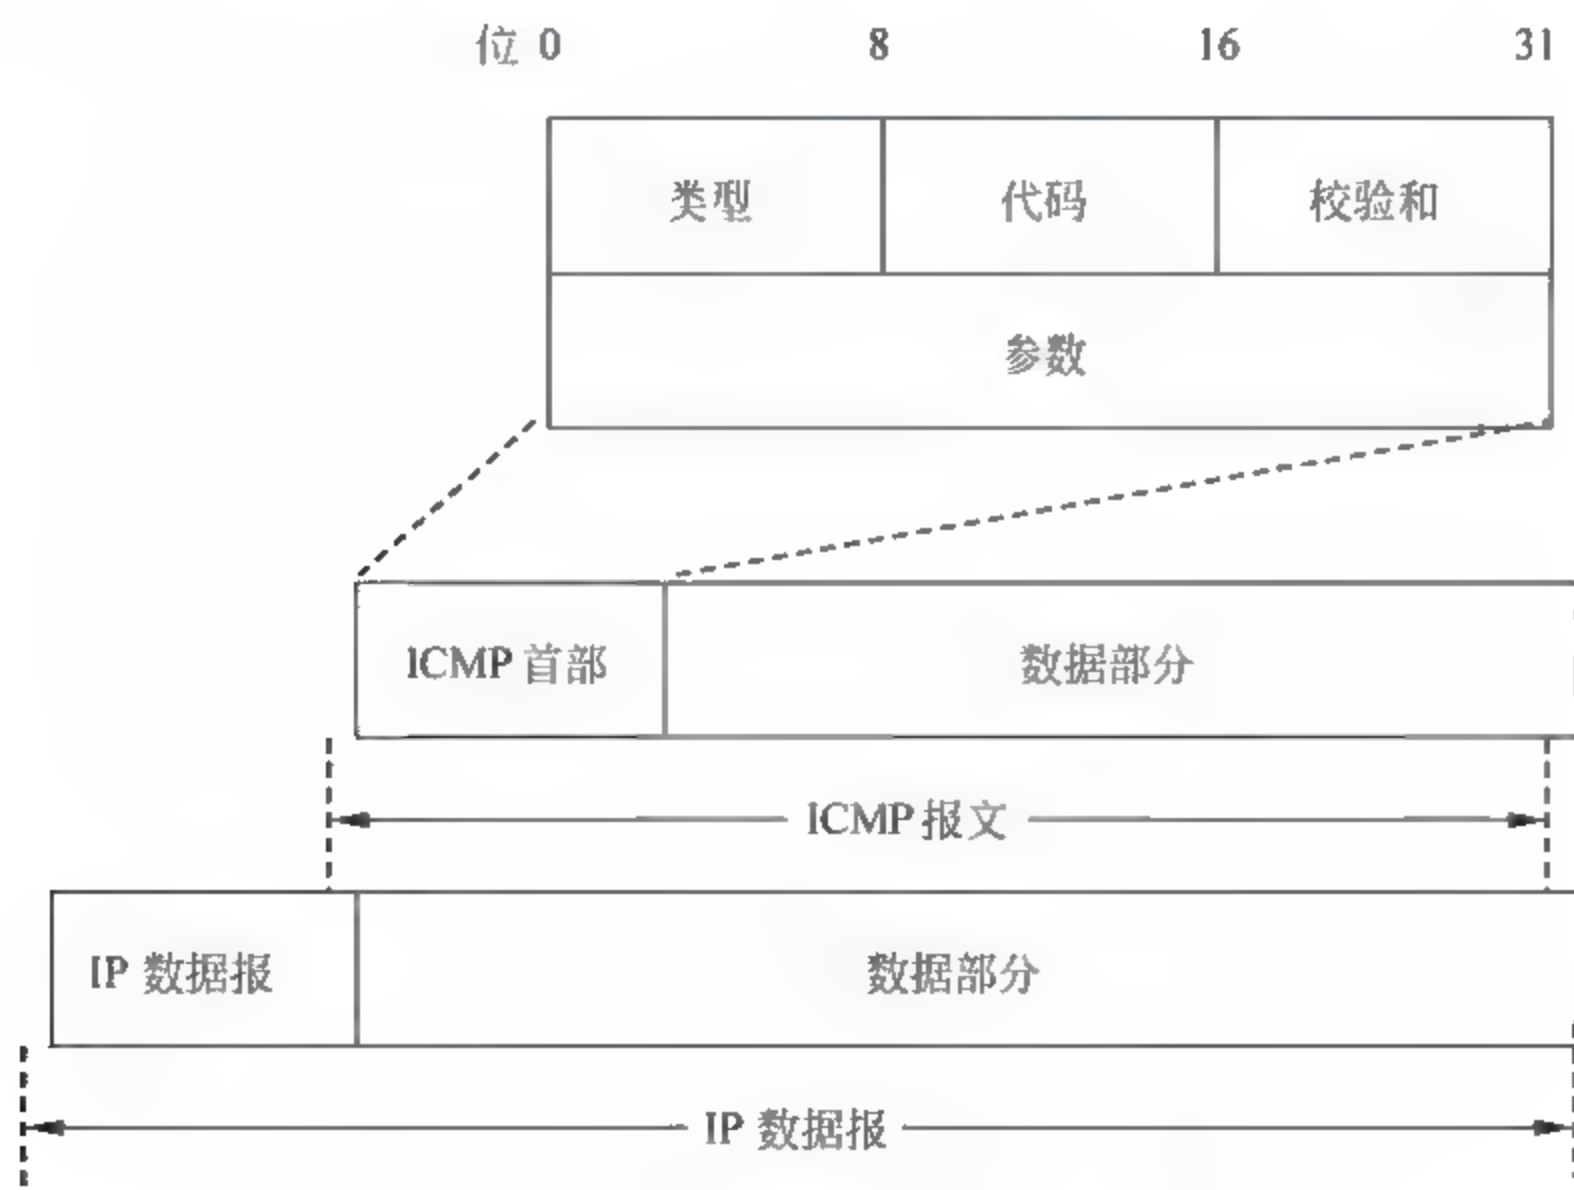 位 0 8 16 31
类型 代码 校验和
参数
ICMP 首部 数据部分
ICMP 报文
IP 数据报 数据部分
IP 数据报